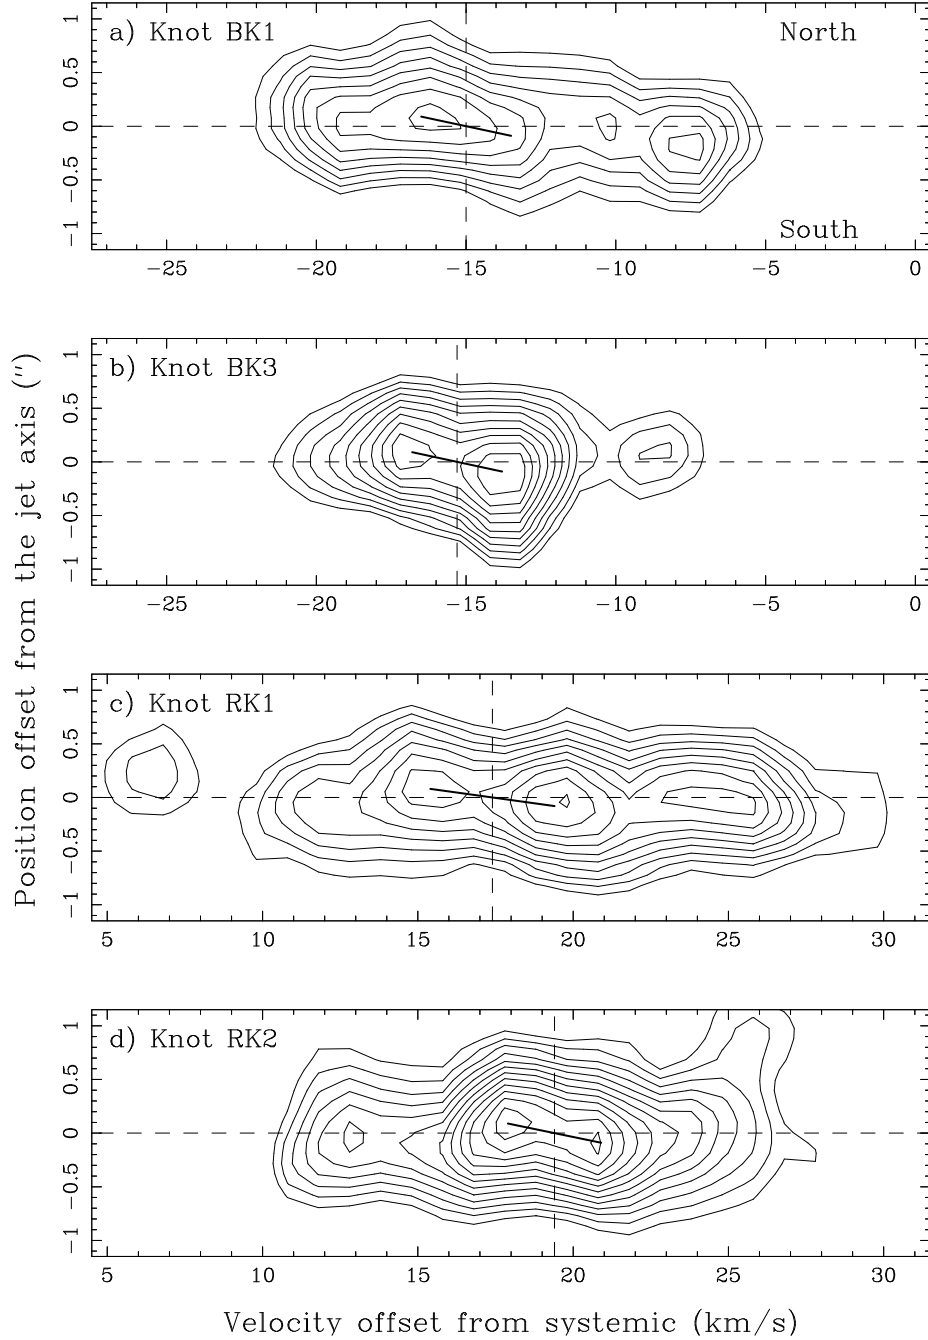 a) Knot BK1
North
South
1
0.5
0
−0.5
−1
−25 −20 −15 −10 −5 0
b) Knot BK3
1
0.5
0
−0.5
−1
−25 −20 −15 −10 −5 0
Position offset from the jet axis (")
c) Knot RK1
1
0.5
0
−0.5
−1
5 10 15 20 25 30
d) Knot RK2
1
0.5
0
−0.5
−1
5 10 15 20 25 30
Velocity offset from systemic (km/s)